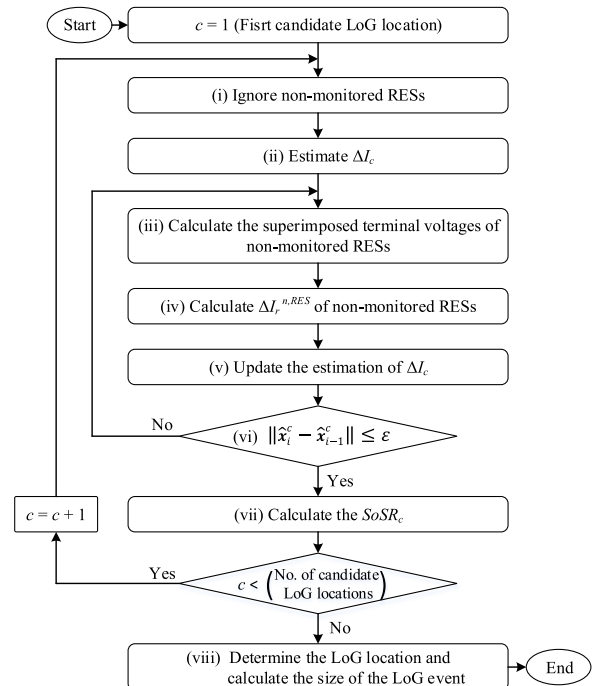 Start
c = 1 (Fisrt candidate LoG location)
(i) Ignore non-monitored RESs
(ii) Estimate ΔI_c
(iii) Calculate the superimposed terminal voltages of
non-monitored RESs
(iv) Calculate ΔI_r^{n,RES} of non-monitored RESs
(v) Update the estimation of ΔI_c
No
(vi) ‖x̂_i^c − x̂_{i−1}^c‖ ≤ ε
Yes
c = c + 1
(vii) Calculate the SoSR_c
Yes
c < (No. of candidate
LoG locations)
No
(viii) Determine the LoG location and
calculate the size of the LoG event
End